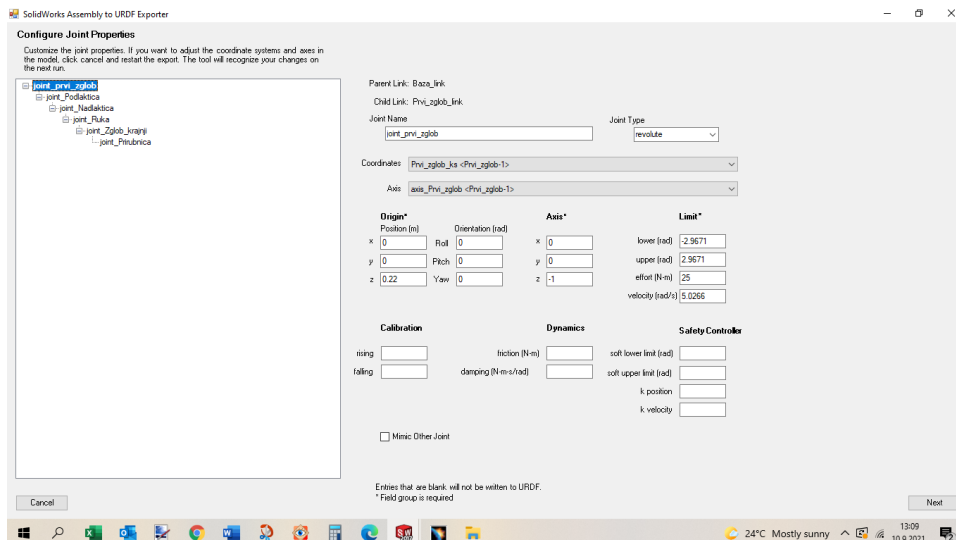 SolidWorks Assembly to URDF Exporter
Configure Joint Properties
Customize the joint properties. If you want to adjust the coordinate systems and axes in
the model, click cancel and restart the export. The tool will recognize your changes on
the next run.
joint_prvi_zglob
joint_Podlaktica
joint_Nadlaktica
joint_Ruka
joint_Zglob_krajnji
joint_Prirubnica
Parent Link: Baza_link
Child Link: Prvi_zglob_link
Joint Name
Joint Type
joint_prvi_zglob
revolute
Coordinates Prvi_zglob_ks <Prvi_zglob-1>
Axis axis_Prvi_zglob <Prvi_zglob-1>
Origin* Axis* Limit*
Position (m) Orientation (rad)
x 0 Roll 0 x 0 lower (rad) -2.9671
y 0 Pitch 0 y 0 upper (rad) 2.9671
z 0.22 Yaw 0 z -1 effort (N-m) 25
velocity (rad/s) 5.0266
Calibration Dynamics Safety Controller
rising friction (N-m) soft lower limit (rad)
falling damping (N-m-s/rad) soft upper limit (rad)
k position
k velocity
Mimic Other Joint
Entries that are blank will not be written to URDF.
* Field group is required
Cancel Next
24°C Mostly sunny
13:09
10.9.2021.